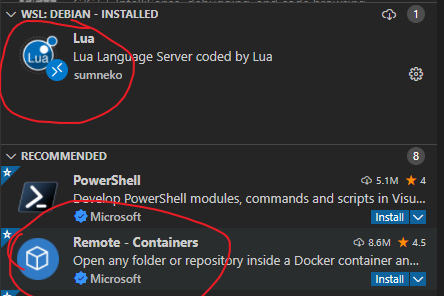 WSL: DEBIAN - INSTALLED 1
Lua
Lua
Lua Language Server coded by Lua
sumneko
RECOMMENDED 8
PowerShell 5.1M 4
Develop PowerShell modules, commands and scripts in Visu...
Microsoft Install
Remote - Containers 8.6M 4.5
Open any folder or repository inside a Docker container an...
Microsoft Install